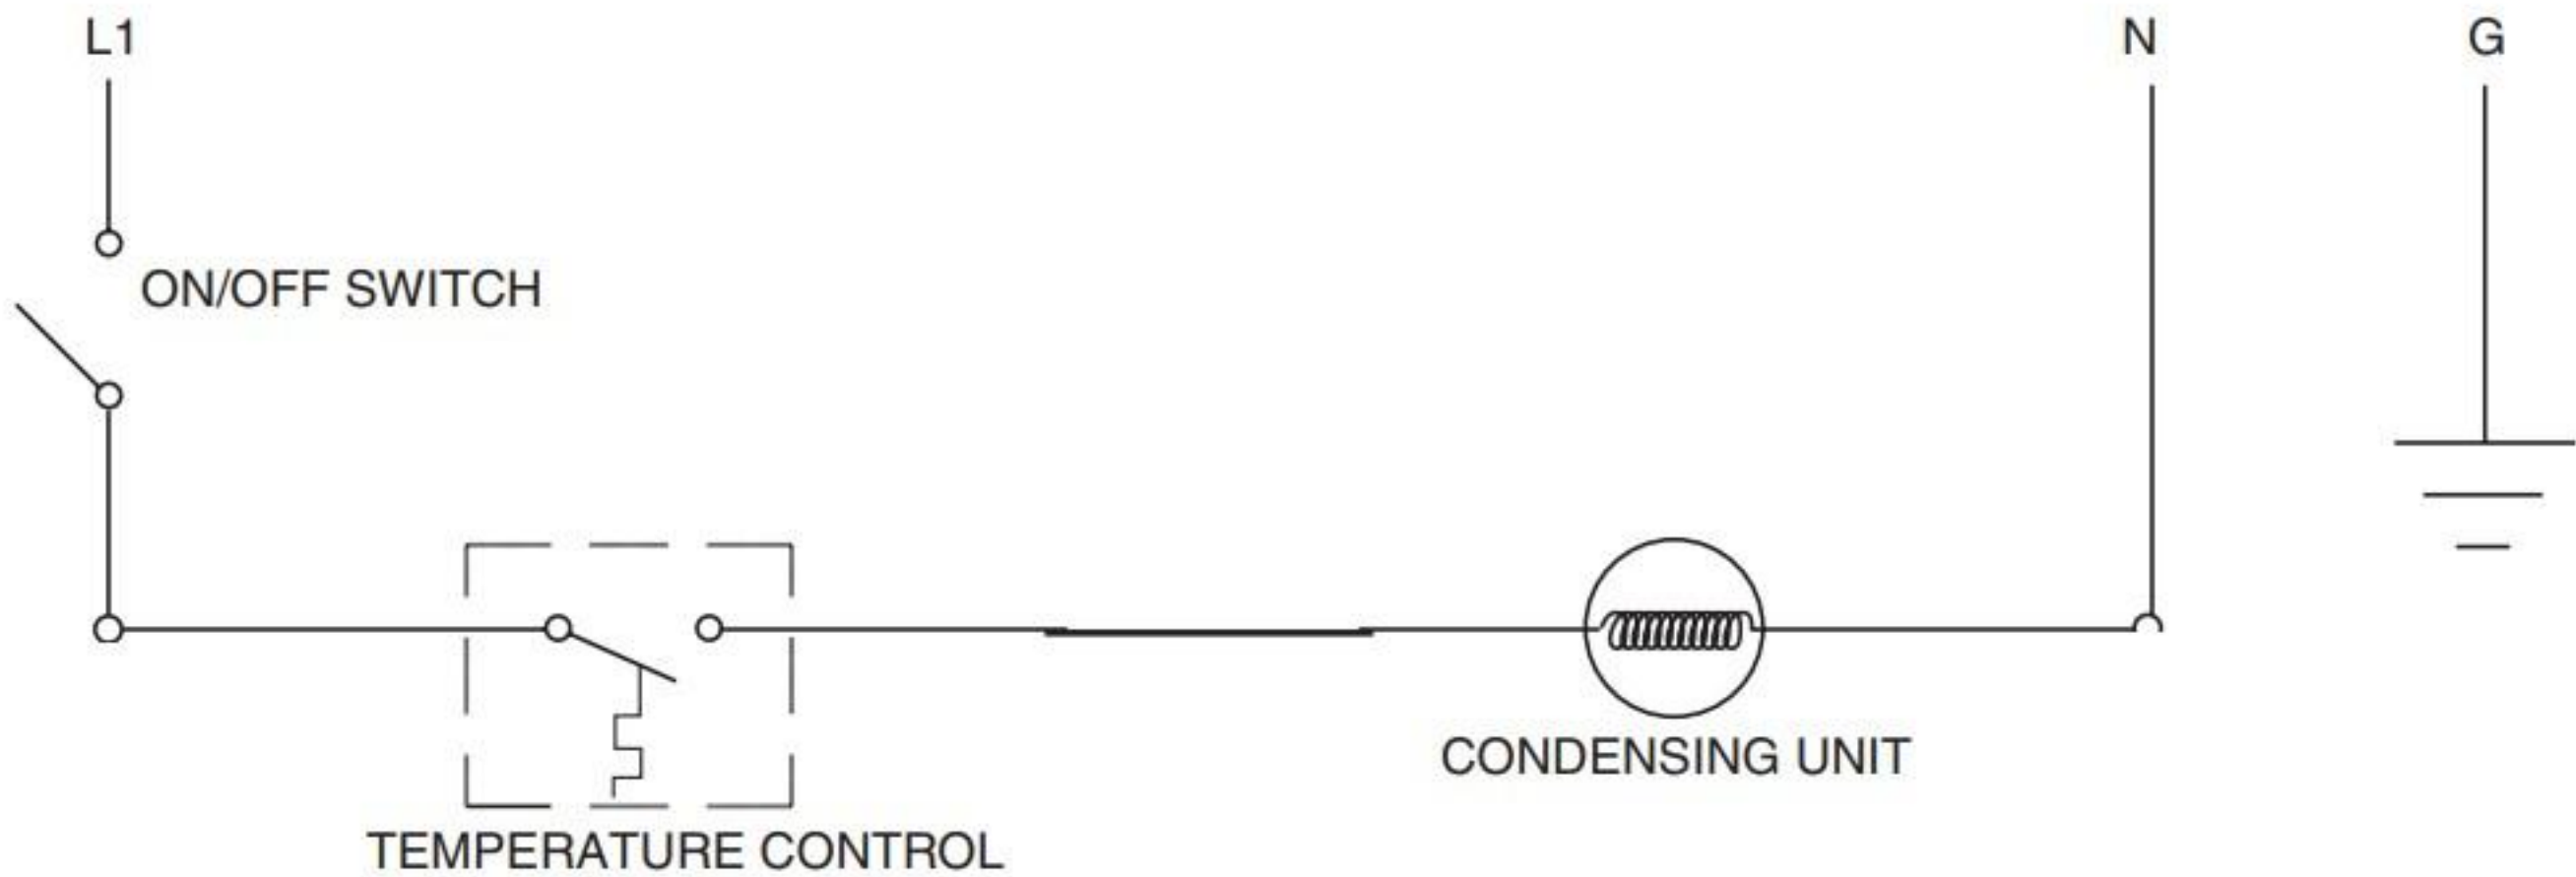 L1
N
G
ON/OFF SWITCH
CONDENSING UNIT
TEMPERATURE CONTROL